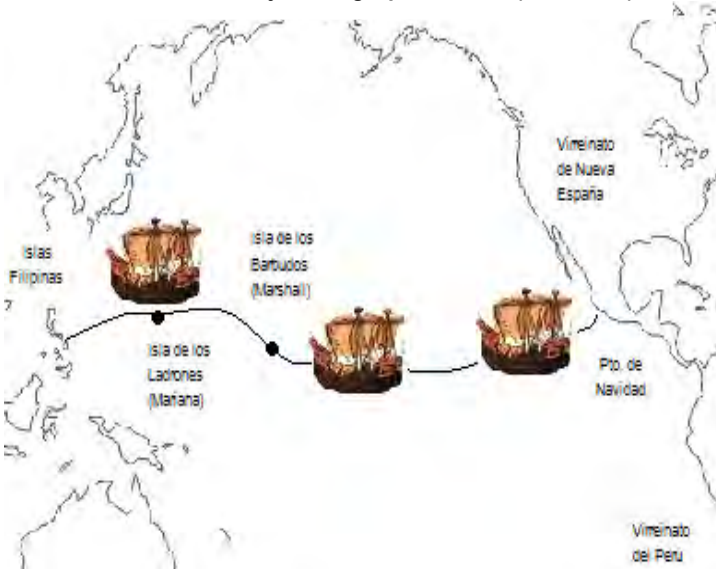 Virreinato
de Nueva
España
Islas
Filipinas
Isla de los
Barbudos
(Marshall)
Isla de los
Ladrones
(Mariana)
Pto. de
Navidad
Virreinato
del Peru